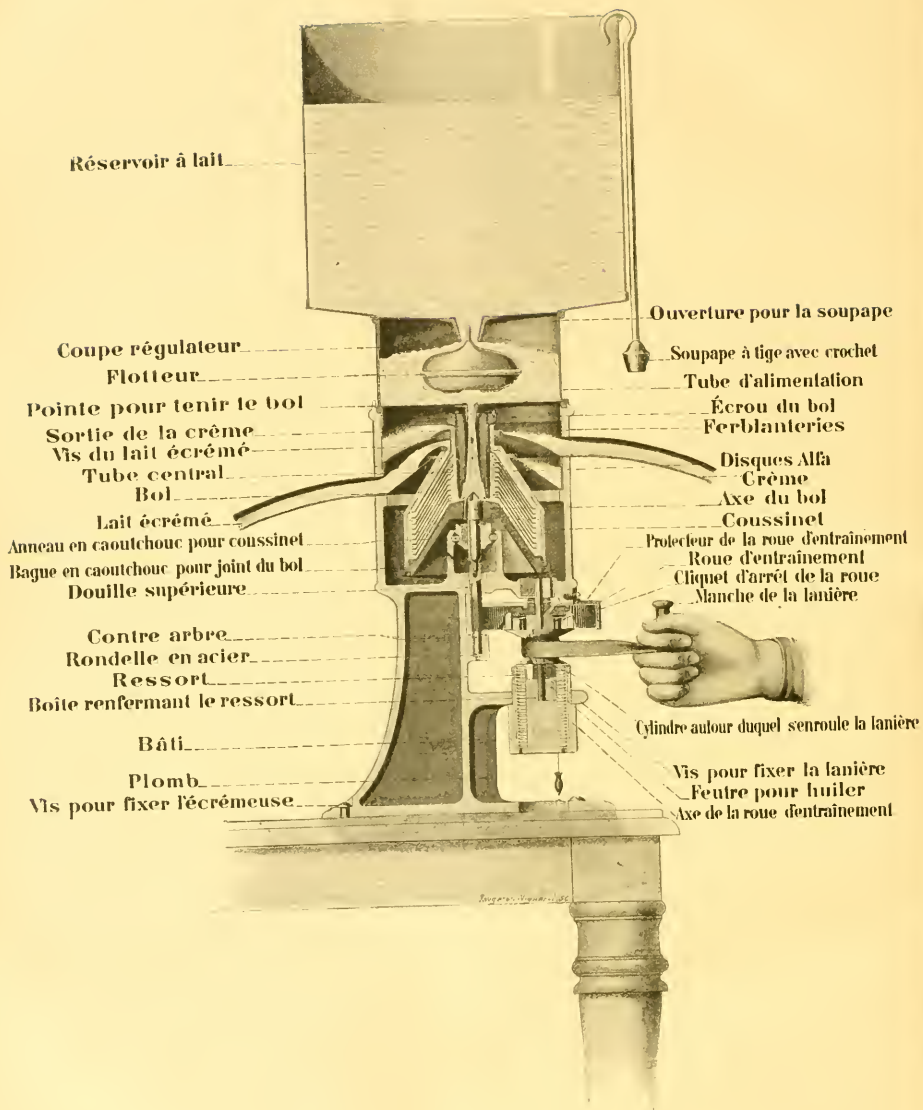 Réservoir à lait
Coupe régulateur
Flotteur
Pointe pour tenir le bol
Sortie de la crême
Vis du lait écrémé
Tube central
Bol
Lait écrémé
Anneau en caoutchouc pour coussinet
Bague en caoutchouc pour joint du bol
Douille supérieure
Contre arbre
Rondelle en acier
Ressort
Boîte renfermant le ressort
Bâti
Plomb
Vis pour fixer l'écrémeuse
Ouverture pour la soupape
Soupape à tige avec crochet
Tube d'alimentation
Écrou du bol
Ferblanteries
Disques Alfa
Crème
Axe du bol
Coussinet
Protecteur de la roue d'entraînement
Roue d'entraînement
Cliquet d'arrêt de la roue
Manche de la lanière
Cylindre autour duquel s'enroule la lanière
Vis pour fixer la lanière
Feutre pour huiler
Axe de la roue d'entraînement